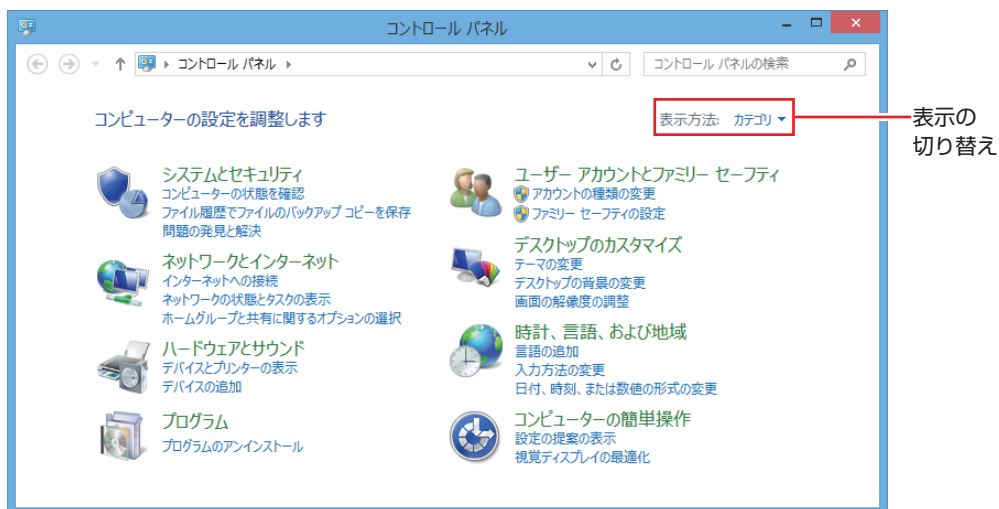 コントロール パネル
コントロール パネル
コントロール パネルの検索
コンピューターの設定を調整します
表示方法: カテゴリ
表示の
切り替え
システムとセキュリティ
コンピューターの状態を確認
ファイル履歴でファイルのバックアップ コピーを保存
問題の発見と解決
ネットワークとインターネット
インターネットへの接続
ネットワークの状態とタスクの表示
ホームグループと共有に関するオプションの選択
ハードウェアとサウンド
デバイスとプリンターの表示
デバイスの追加
プログラム
プログラムのアンインストール
ユーザー アカウントとファミリー セーフティ
アカウントの種類の変更
ファミリー セーフティの設定
デスクトップのカスタマイズ
テーマの変更
デスクトップの背景の変更
画面の解像度の調整
時計、言語、および地域
言語の追加
入力方法の変更
日付、時刻、または数値の形式の変更
コンピューターの簡単操作
設定の提案の表示
視覚ディスプレイの最適化